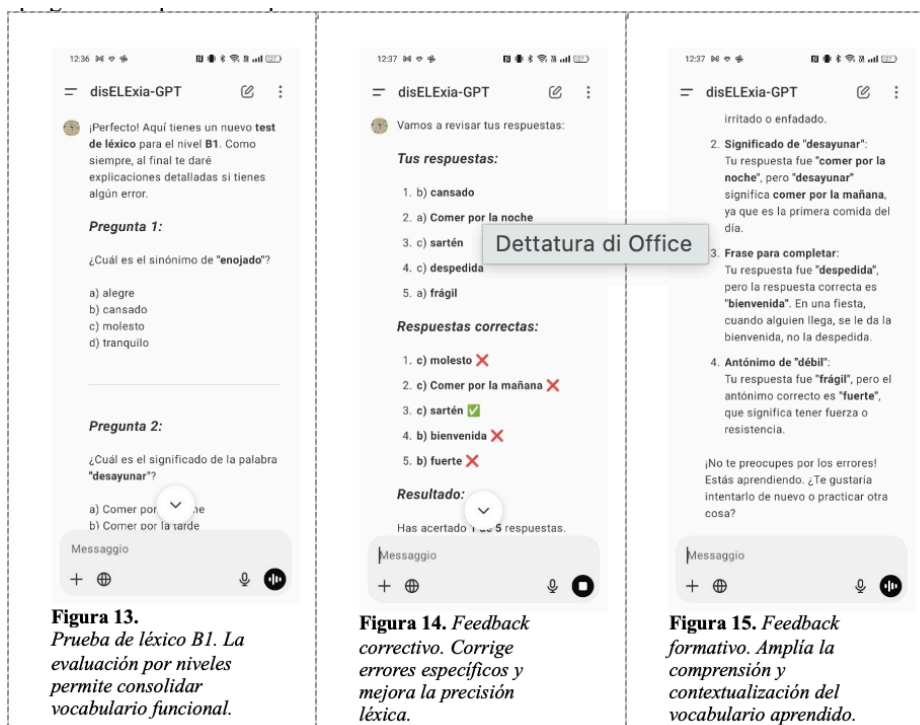 12:36
disELExia-GPT
¡Perfecto! Aquí tienes un nuevo test
de léxico para el nivel B1. Como
siempre, al final te daré
explicaciones detalladas si tienes
algún error.
Pregunta 1:
¿Cuál es el sinónimo de "enojado"?
a) alegre
b) cansado
c) molesto
d) tranquilo
Pregunta 2:
¿Cuál es el significado de la palabra
"desayunar"?
a) Comer por
b) Comer por la tarde
Messaggio
Figura 13.
Prueba de léxico B1. La
evaluación por niveles
permite consolidar
vocabulario funcional.
12:37
disELExia-GPT
Vamos a revisar tus respuestas:
Tus respuestas:
1. b) cansado
2. a) Comer por la noche
3. c) sartén
4. c) despedida
5. a) frágil
Respuestas correctas:
1. c) molesto ❌
2. c) Comer por la mañana ❌
3. c) sartén ✅
4. b) bienvenida ❌
5. b) fuerte ❌
Resultado:
Has acertado 1 de 5 respuestas.
Messaggio
Figura 14. Feedback
correctivo. Corrige
errores específicos y
mejora la precisión
léxica.
Dettatura di Office
12:37
disELExia-GPT
irritado o enfadado.
2. Significado de "desayunar":
Tu respuesta fue "comer por la
noche", pero "desayunar"
significa comer por la mañana,
ya que es la primera comida del
día.
3. Frase para completar:
Tu respuesta fue "despedida",
pero la respuesta correcta es
"bienvenida". En una fiesta,
cuando alguien llega, se le da la
bienvenida, no la despedida.
4. Antónimo de "débil":
Tu respuesta fue "frágil", pero el
antónimo correcto es "fuerte",
que significa tener fuerza o
resistencia.
¡No te preocupes por los errores!
Estás aprendiendo. ¿Te gustaría
intentarlo de nuevo o practicar otra
cosa?
Messaggio
Figura 15. Feedback
formativo. Amplía la
comprensión y
contextualización del
vocabulario aprendido.